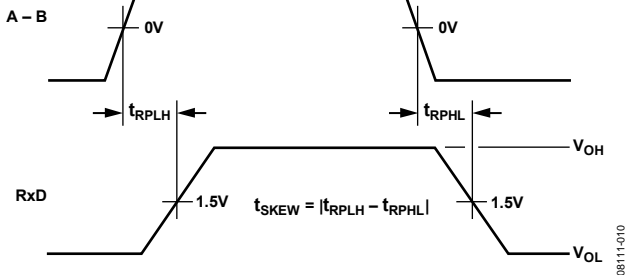 A – B
0V
0V
tRPLH
tRPHL
VOH
RxD
1.5V
tSKEW = |tRPLH – tRPHL|
1.5V
VOL
08111-010